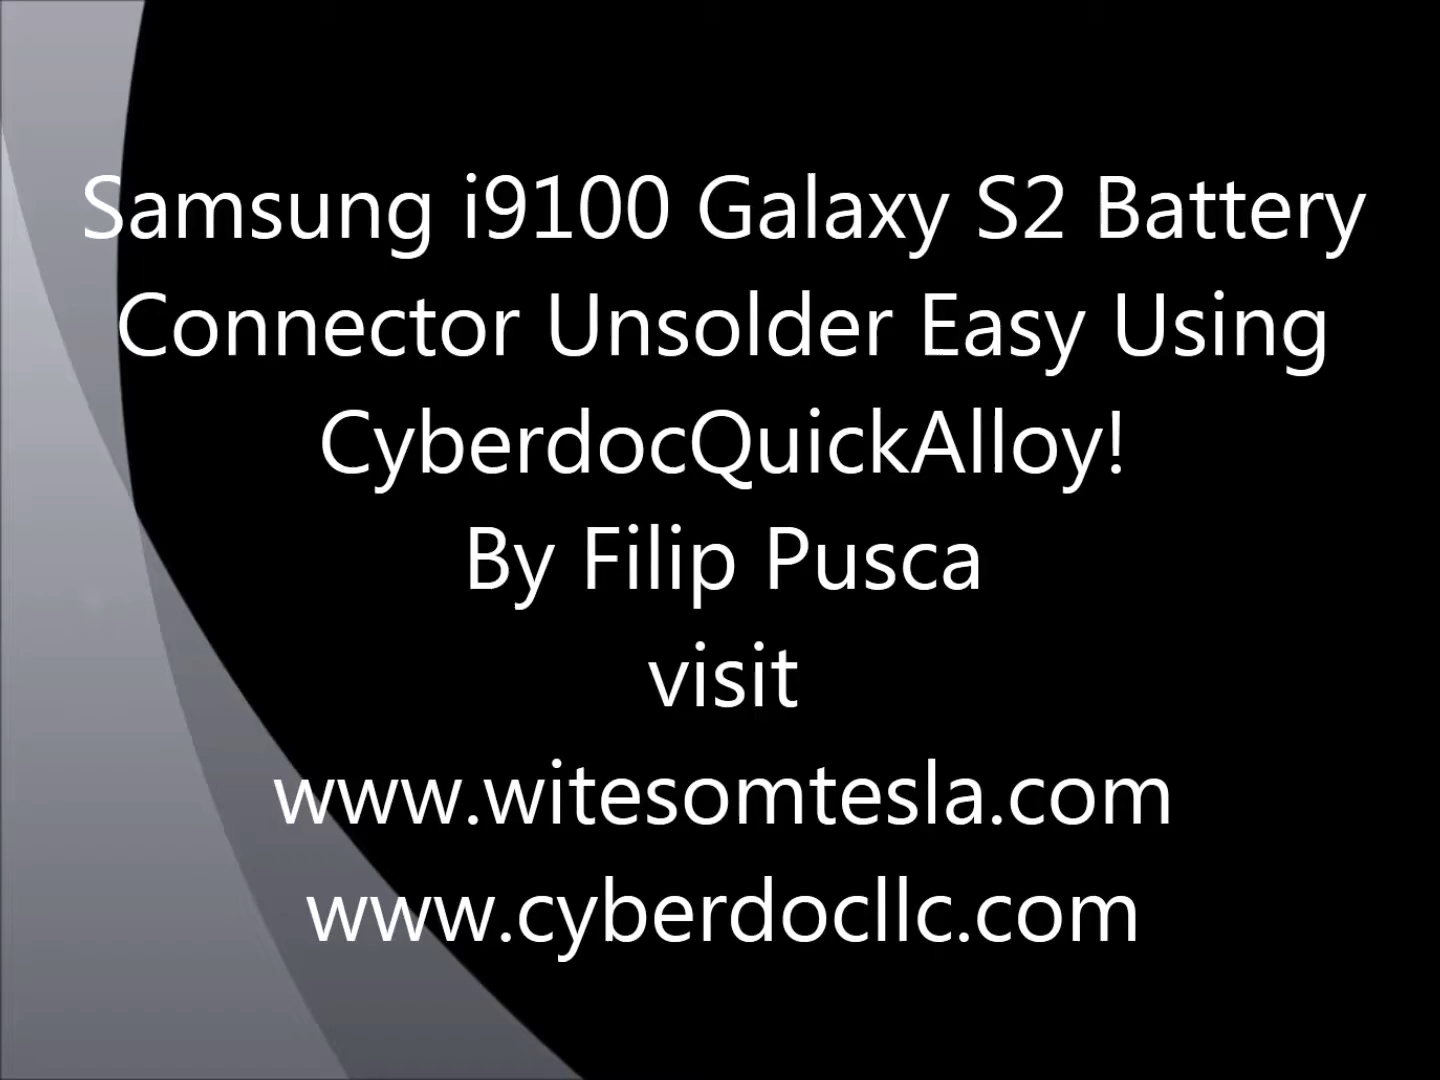 Samsung i9100 Galaxy S2 Battery
Connector Unsolder Easy Using
CyberdocQuickAlloy!
By Filip Pusca
visit
www.witesomtesla.com
www.cyberdocllc.com